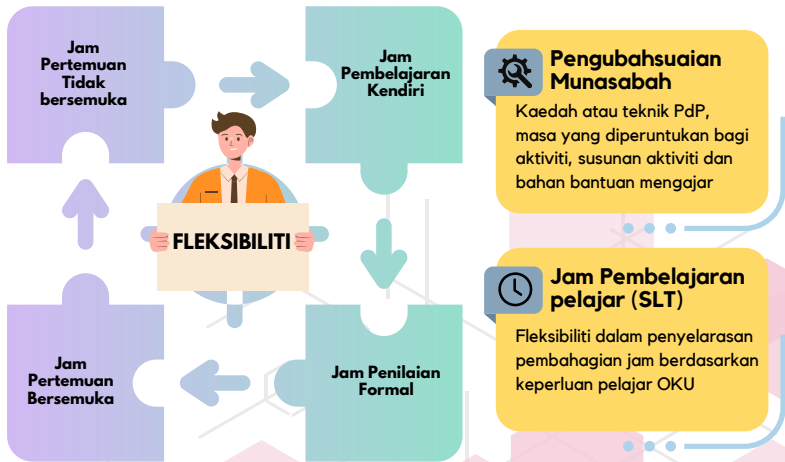 Jam
Pertemuan
Tidak
bersemuka
Jam
Pembelajaran
Kendiri
FLEKSIBILITI
Jam
Pertemuan
Bersemuka
Jam Penilaian
Formal
Pengubahsuaian
Munasabah
Kaedah atau teknik PdP,
masa yang diperuntukan bagi
aktiviti, susunan aktiviti dan
bahan bantuan mengajar
Jam Pembelajaran
pelajar (SLT)
Fleksibiliti dalam penyelarasan
pembahagian jam berdasarkan
keperluan pelajar OKU